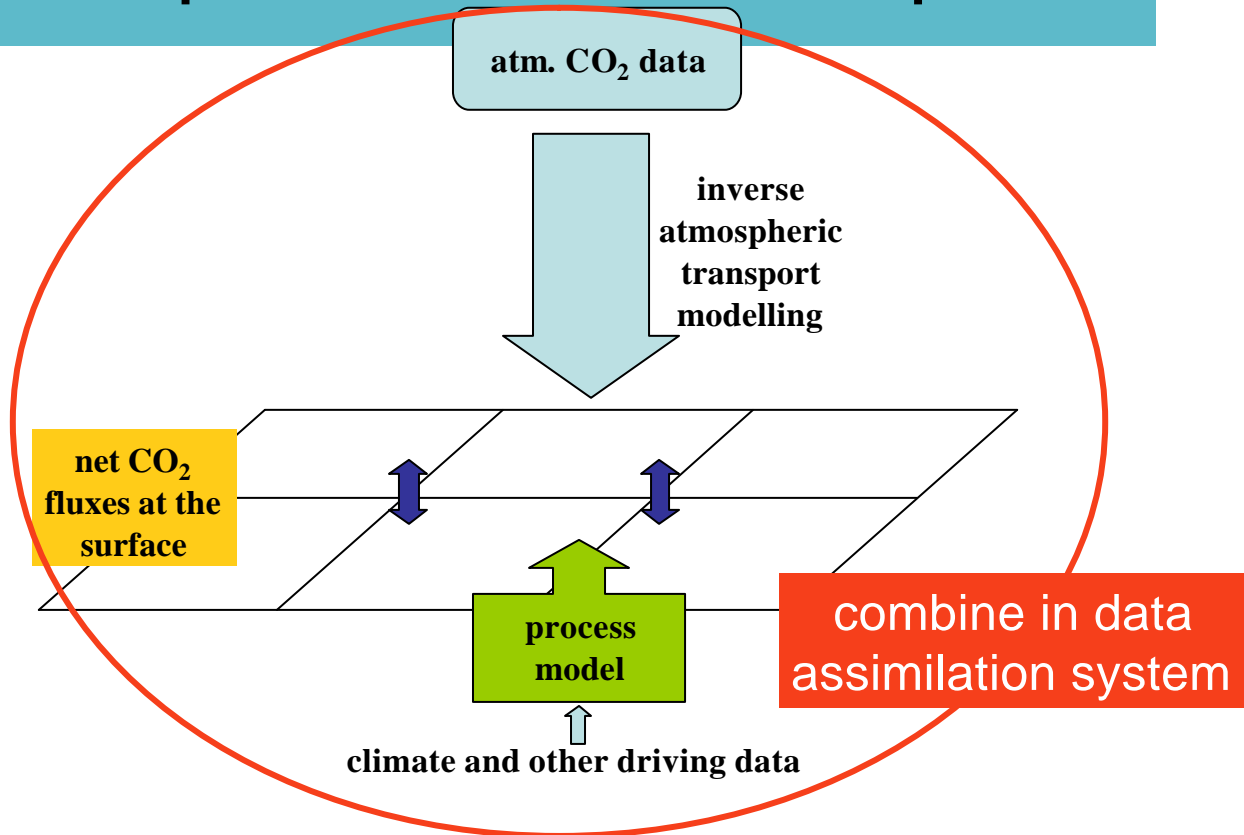 atm. CO₂ data
inverse
atmospheric
transport
modelling
net CO₂
fluxes at the
surface
process
model
combine in data
assimilation system
climate and other driving data